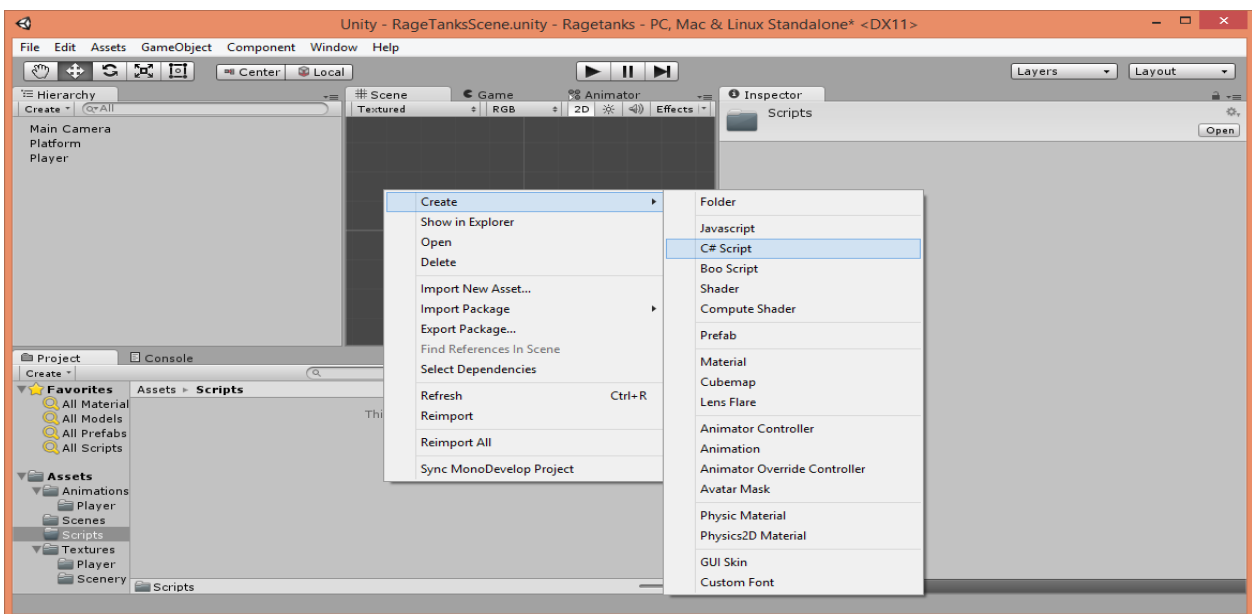 Unity - RageTanksScene.unity - Ragetanks - PC, Mac & Linux Standalone* <DX11>
File Edit Assets GameObject Component Window Help
Center Local Layers Layout
Hierarchy
Create All
Main Camera
Platform
Player
Scene Game Animator
Textured RGB 2D Effects
Inspector
Scripts
Open
Create
Show in Explorer
Open
Delete
Import New Asset...
Import Package
Export Package...
Find References In Scene
Select Dependencies
Refresh Ctrl+R
Reimport
Reimport All
Sync MonoDevelop Project
Folder
Javascript
C# Script
Boo Script
Shader
Compute Shader
Prefab
Material
Cubemap
Lens Flare
Animator Controller
Animation
Animator Override Controller
Avatar Mask
Physic Material
Physics2D Material
GUI Skin
Custom Font
Project Console
Create
Favorites
All Material
All Models
All Prefabs
All Scripts
Assets
Animations
Player
Scenes
Scripts
Textures
Player
Scenery
Assets Scripts
Thi
Scripts